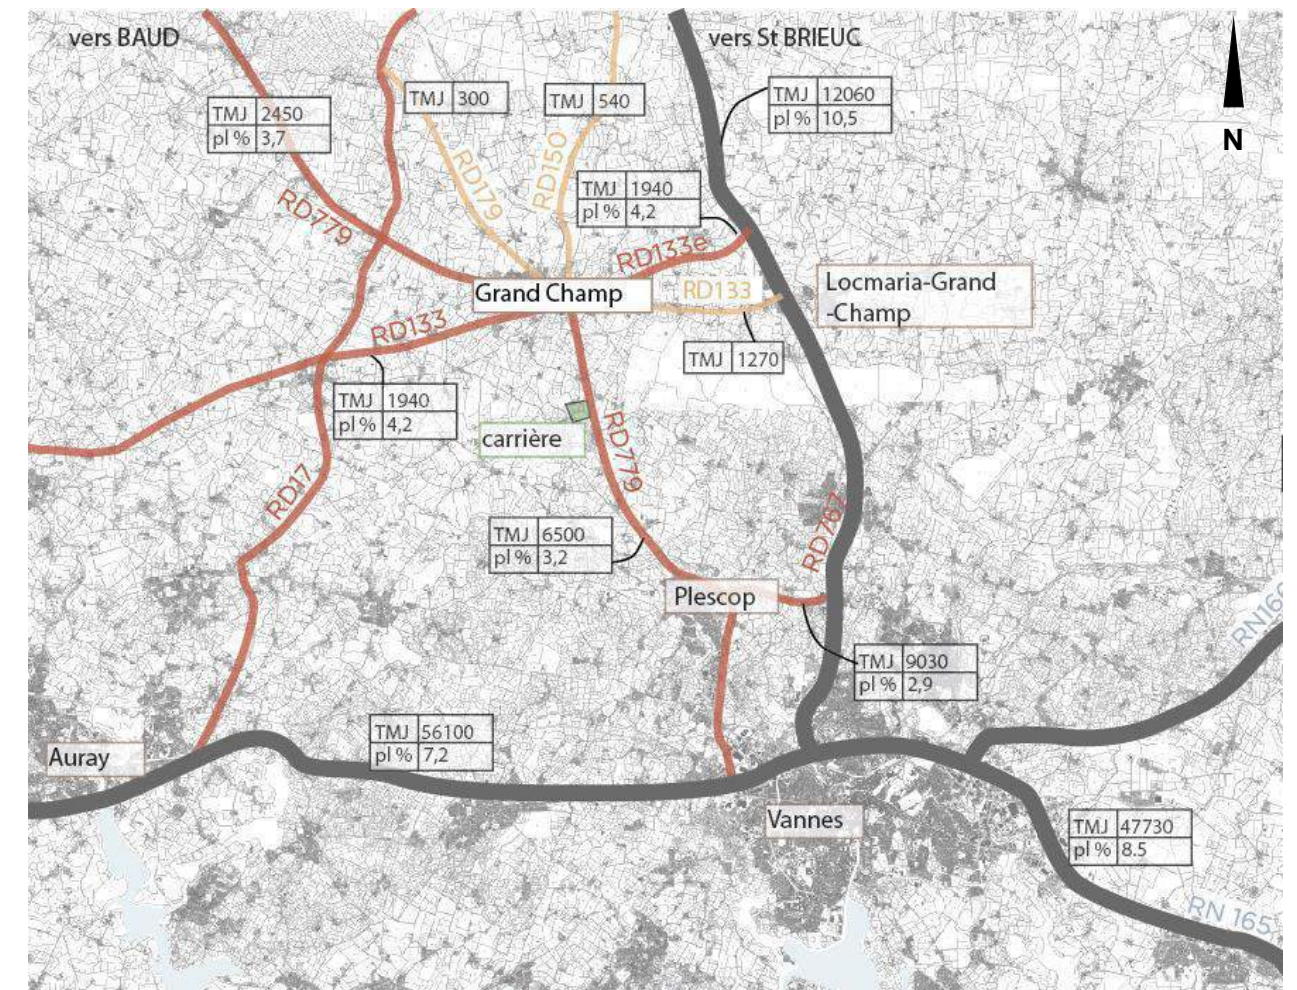 vers BAUD
vers St BRIEUC
TMJ 300
TMJ 540
TMJ 12060
pl % 10,5
TMJ 2450
pl % 3,7
N
RD179
RD150
TMJ 1940
pl % 4,2
RD779
RD133e
Grand Champ
RD133
Locmaria-Grand
-Champ
RD133
TMJ 1270
TMJ 1940
pl % 4,2
carrière
RD779
RD17
RD767
TMJ 6500
pl % 3,2
Plescop
TMJ 9030
pl % 2,9
TMJ 56100
pl % 7,2
Auray
Vannes
TMJ 47730
pl % 8.5
RN 165